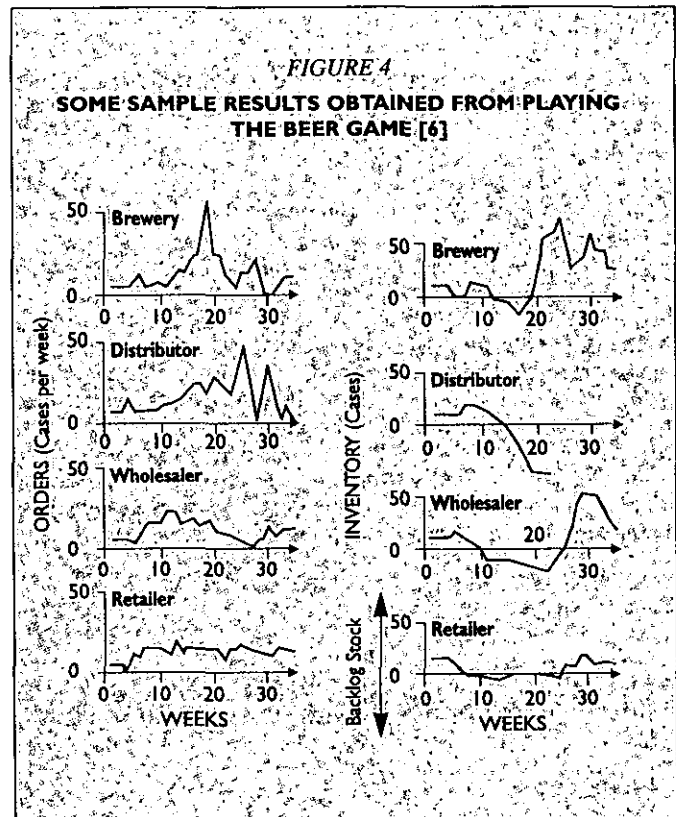 FIGURE 4
SOME SAMPLE RESULTS OBTAINED FROM PLAYING
THE BEER GAME [6]
ORDERS (Cases per week)
50
Brewery
0
0 10 20 30
50
Distributor
0
0 10 20 30
50
Wholesaler
0
0 10 20 30
50
Retailer
0
0 10 20 30
WEEKS
INVENTORY (Cases)
Backlog Stock
50
Brewery
0
0 10 20 30
50
Distributor
0
0 10 20 30
50
Wholesaler
20
0
0 10 30
50
Retailer
0
0 10 20 30
WEEKS